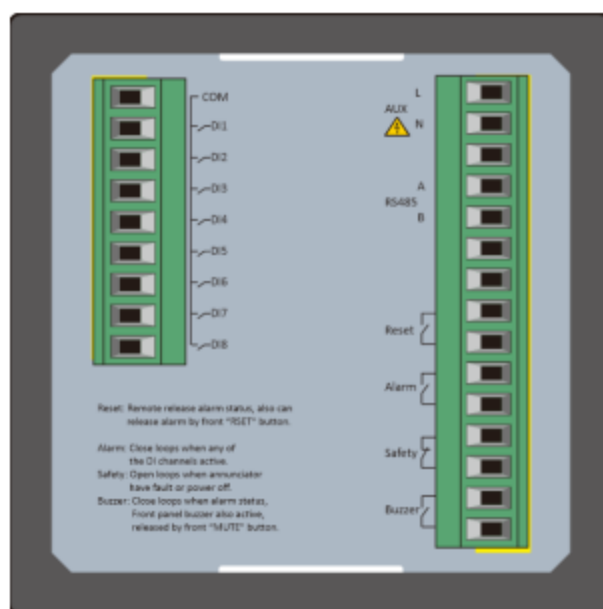 COM
DI1
DI2
DI3
DI4
DI5
DI6
DI7
DI8
L
AUX
N
A
RS485
B
Reset
Alarm
Safety
Buzzer
Reset: Remote release alarm status, also can
release alarm by front "RSET" button.
Alarm: Close loops when any of
the DI channels active.
Safety: Open loops when annunciator
have fault or power off.
Buzzer: Close loops when alarm status,
Front panel buzzer also active,
released by front "MUTE" button.